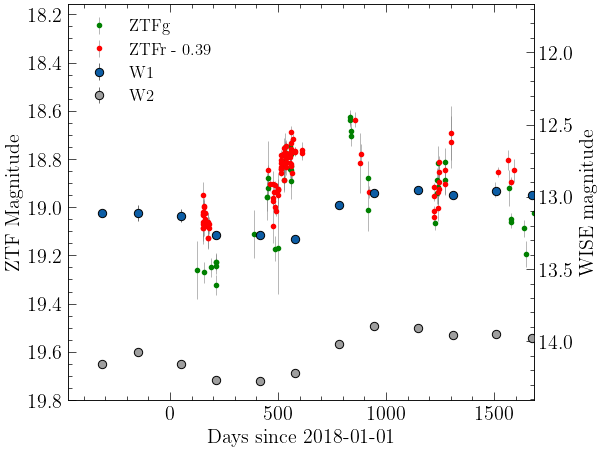 ZTFg
ZTFr - 0.39
W1
W2
18.2
18.4
18.6
18.8
19.0
19.2
19.4
19.6
19.8
ZTF Magnitude
12.0
12.5
13.0
13.5
14.0
WISE magnitude
0
500
1000
1500
Days since 2018-01-01